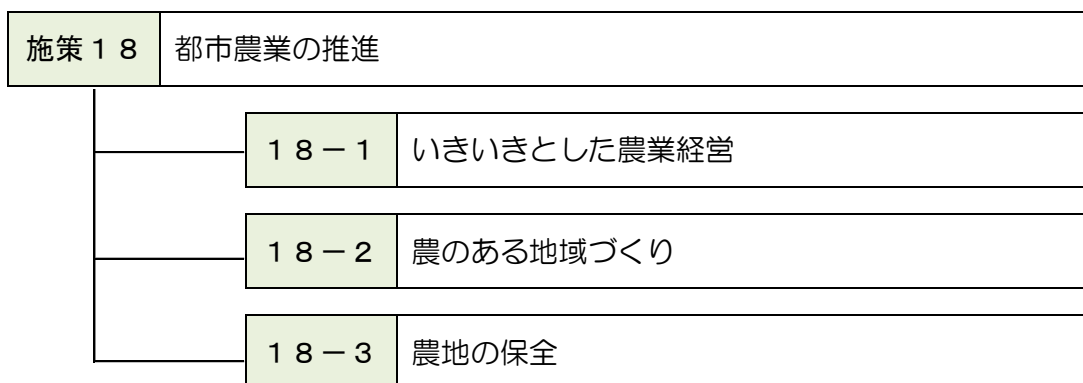 施策１８ 都市農業の推進
１８－１ いきいきとした農業経営
１８－２ 農のある地域づくり
１８－３ 農地の保全